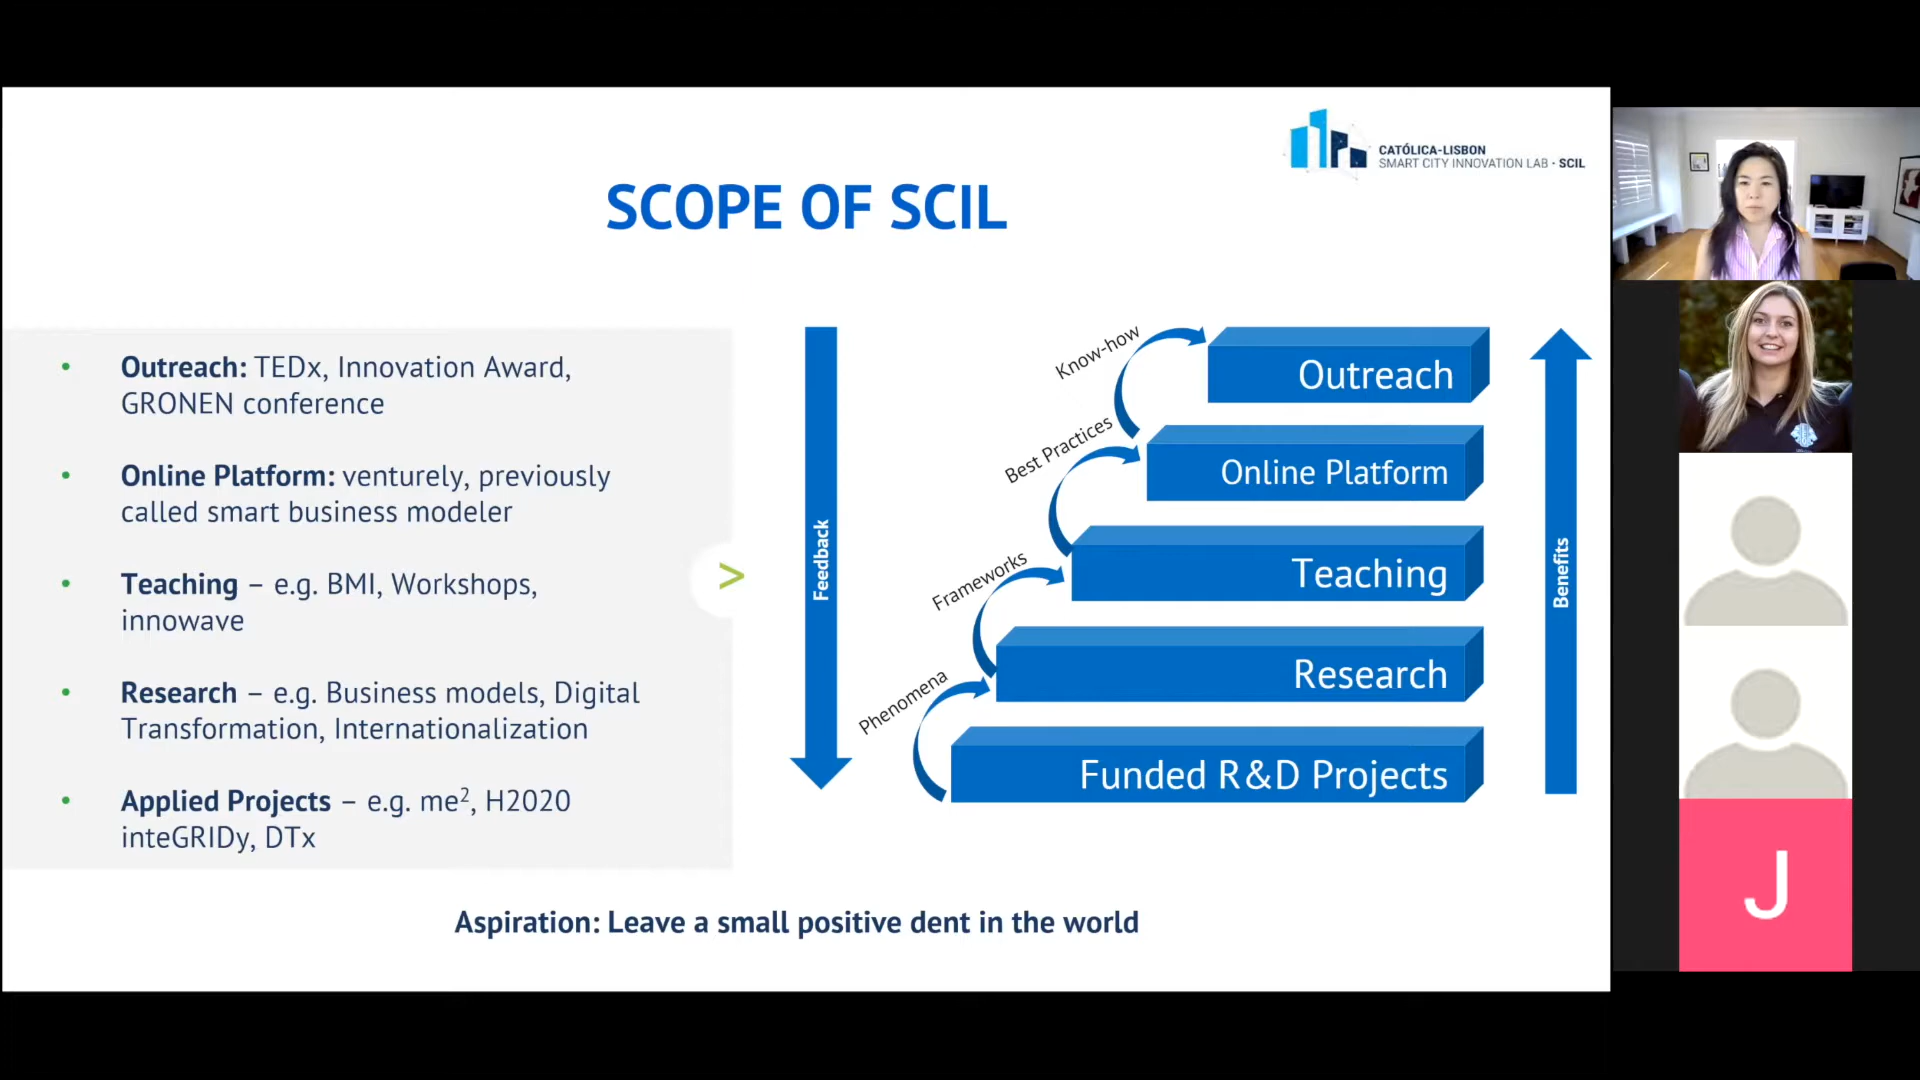 CATÓLICA-LISBON
SMART CITY INNOVATION LAB · SCIL
SCOPE OF SCIL
• Outreach: TEDx, Innovation Award,
GRONEN conference
• Online Platform: venturely, previously
called smart business modeler
• Teaching – e.g. BMI, Workshops,
innowave
• Research – e.g. Business models, Digital
Transformation, Internationalization
• Applied Projects – e.g. me², H2020
inteGRIDy, DTx
>
Feedback
Know-how
Outreach
Best Practices
Online Platform
Frameworks
Teaching
Phenomena
Research
Funded R&D Projects
Benefits
Aspiration: Leave a small positive dent in the world
J